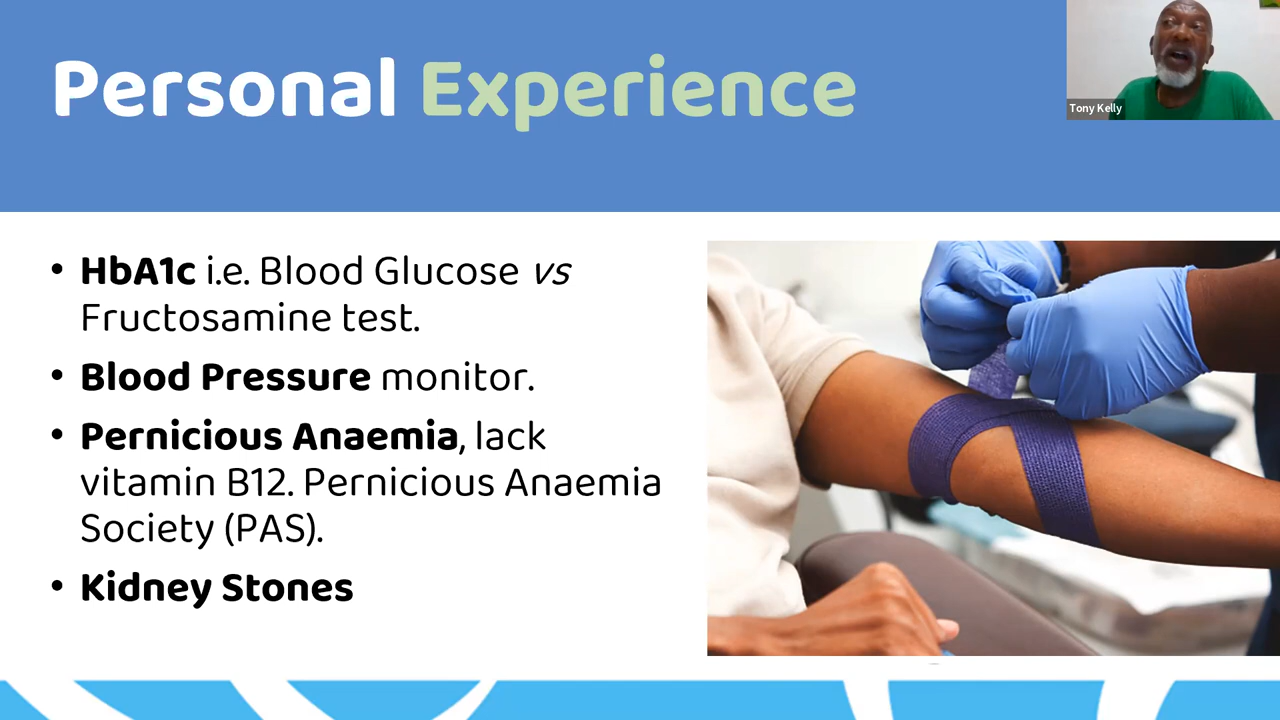 Personal Experience
Tony Kelly
• HbA1c i.e. Blood Glucose vs
Fructosamine test.
• Blood Pressure monitor.
• Pernicious Anaemia, lack
vitamin B12. Pernicious Anaemia
Society (PAS).
• Kidney Stones